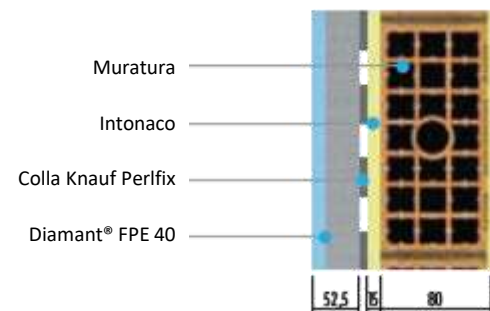 Muratura
Intonaco
Colla Knauf Perlfix
Diamant® FPE 40
52,5 15 80